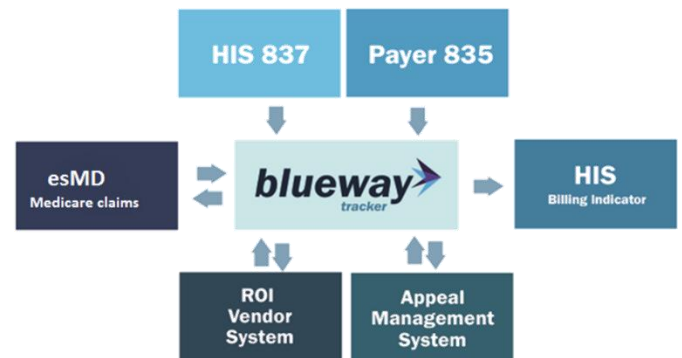 HIS 837
Payer 835
esMD
Medicare claims
blueway
tracker
HIS
Billing Indicator
ROI
Vendor
System
Appeal
Management
System